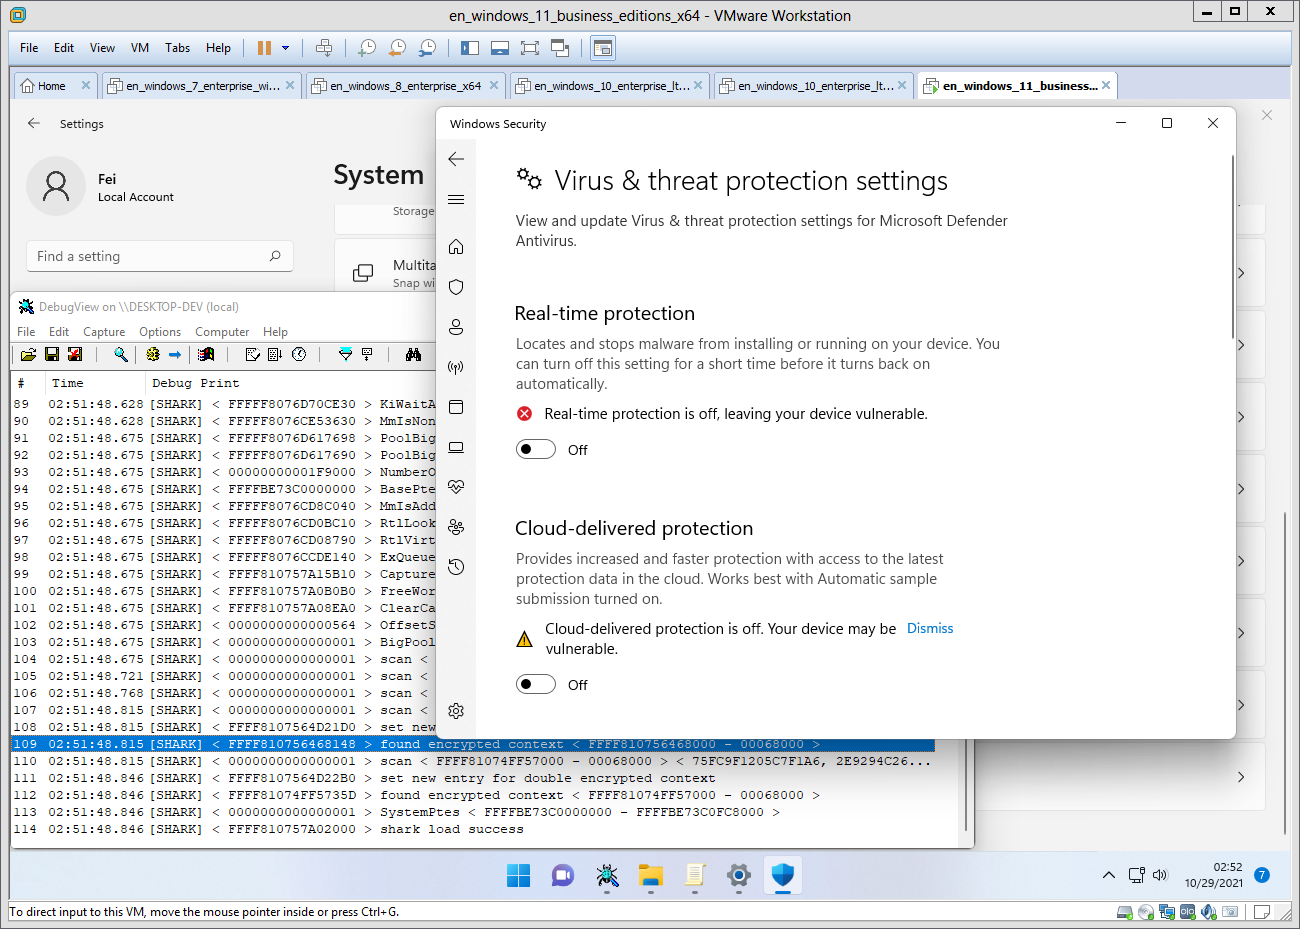 en_windows_11_business_editions_x64 - VMware Workstation
File Edit View VM Tabs Help
Home
en_windows_7_enterprise_wi...
en_windows_8_enterprise_x64
en_windows_10_enterprise_lt...
en_windows_10_enterprise_lt...
en_windows_11_business...
Settings
Fei
Local Account
Find a setting
System
Storage
Multita
Snap wi
Windows Security
Virus & threat protection settings
View and update Virus & threat protection settings for Microsoft Defender
Antivirus.
Real-time protection
Locates and stops malware from installing or running on your device. You
can turn off this setting for a short time before it turns back on
automatically.
Real-time protection is off, leaving your device vulnerable.
Off
Cloud-delivered protection
Provides increased and faster protection with access to the latest
protection data in the cloud. Works best with Automatic sample
submission turned on.
Cloud-delivered protection is off. Your device may be Dismiss
vulnerable.
Off
DebugView on \\DESKTOP-DEV (local)
File Edit Capture Options Computer Help
# Time Debug Print
89 02:51:48.628 [SHARK] < FFFFF8076D70CE30 > KiWaitA
90 02:51:48.628 [SHARK] < FFFFF8076CE53630 > MmIsNon
91 02:51:48.675 [SHARK] < FFFFF8076D617698 > PoolBig
92 02:51:48.675 [SHARK] < FFFFF8076D617690 > PoolBig
93 02:51:48.675 [SHARK] < 00000000001F9000 > NumberO
94 02:51:48.675 [SHARK] < FFFFBE73C0000000 > BasePte
95 02:51:48.675 [SHARK] < FFFFF8076CD8C040 > MmIsAdd
96 02:51:48.675 [SHARK] < FFFFF8076CD0BC10 > RtlLook
97 02:51:48.675 [SHARK] < FFFFF8076CD08790 > RtlVirt
98 02:51:48.675 [SHARK] < FFFFF8076CCDE140 > ExQueue
99 02:51:48.675 [SHARK] < FFFF810757A15B10 > Capture
100 02:51:48.675 [SHARK] < FFFF810757A0B0B0 > FreeWor
101 02:51:48.675 [SHARK] < FFFF810757A08EA0 > ClearCa
102 02:51:48.675 [SHARK] < 0000000000000564 > OffsetS
103 02:51:48.675 [SHARK] < 0000000000000001 > BigPool
104 02:51:48.675 [SHARK] < 0000000000000001 > scan <
105 02:51:48.721 [SHARK] < 0000000000000001 > scan <
106 02:51:48.768 [SHARK] < 0000000000000001 > scan <
107 02:51:48.815 [SHARK] < 0000000000000001 > scan <
108 02:51:48.815 [SHARK] < FFFF8107564D21D0 > set new
109 02:51:48.815 [SHARK] < FFFF810756468148 > found encrypted context < FFFF810756468000 - 00068000 >
110 02:51:48.815 [SHARK] < 0000000000000001 > scan < FFFF81074FF57000 - 00068000 > < 75FC9F1205C7F1A6, 2E9294C26...
111 02:51:48.846 [SHARK] < FFFF8107564D22B0 > set new entry for double encrypted context
112 02:51:48.846 [SHARK] < FFFF81074FF5735D > found encrypted context < FFFF81074FF57000 - 00068000 >
113 02:51:48.846 [SHARK] < 0000000000000001 > SystemPtes < FFFFBE73C0000000 - FFFFBE73C0FC8000 >
114 02:51:48.846 [SHARK] < FFFFF810757A02000 > shark load success
02:52
10/29/2021
7
To direct input to this VM, move the mouse pointer inside or press Ctrl+G.